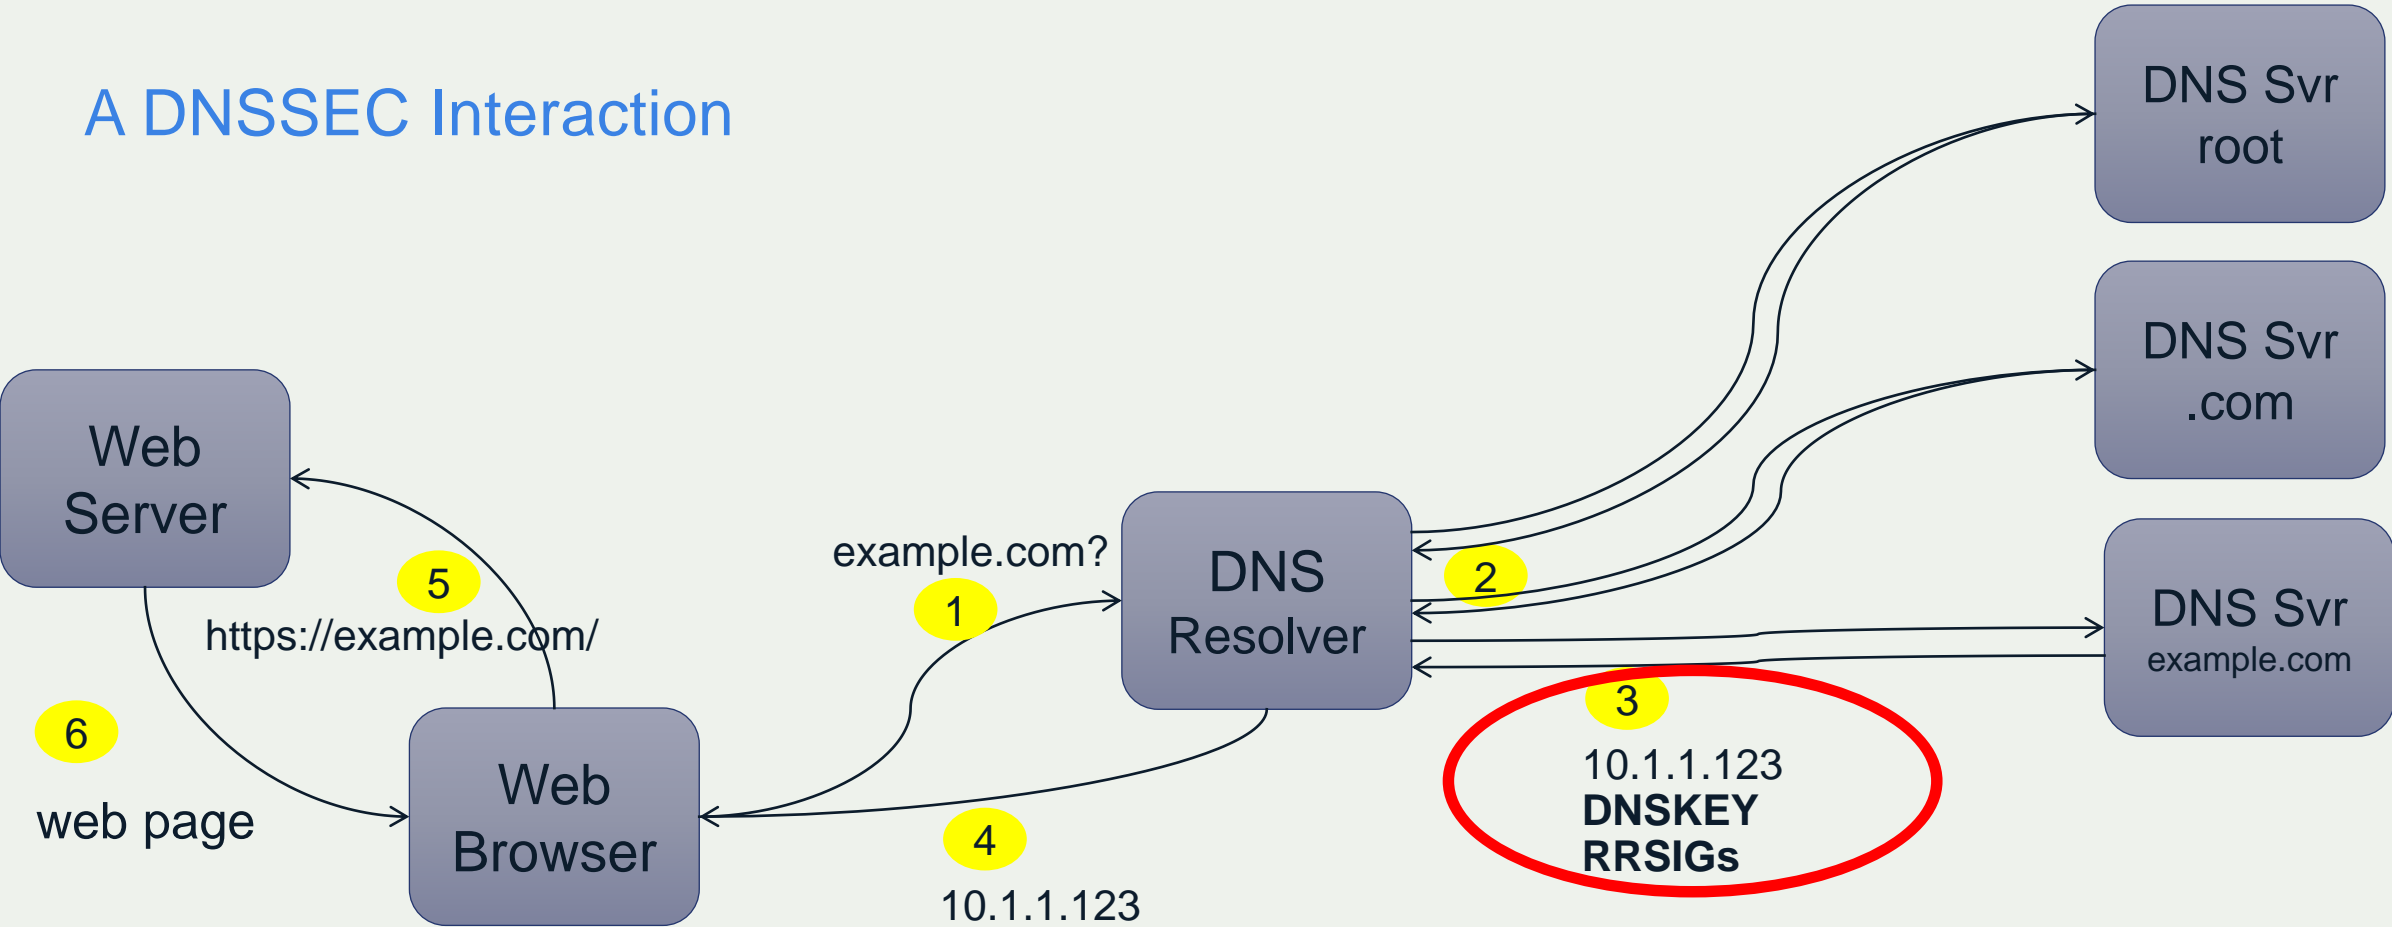 A DNSSEC Interaction
DNS Svr
root
DNS Svr
.com
Web
Server
5
https://example.com/
example.com?
1
DNS
Resolver
2
DNS Svr
example.com
3
10.1.1.123
DNSKEY
RRSIGs
6
web page
Web
Browser
4
10.1.1.123